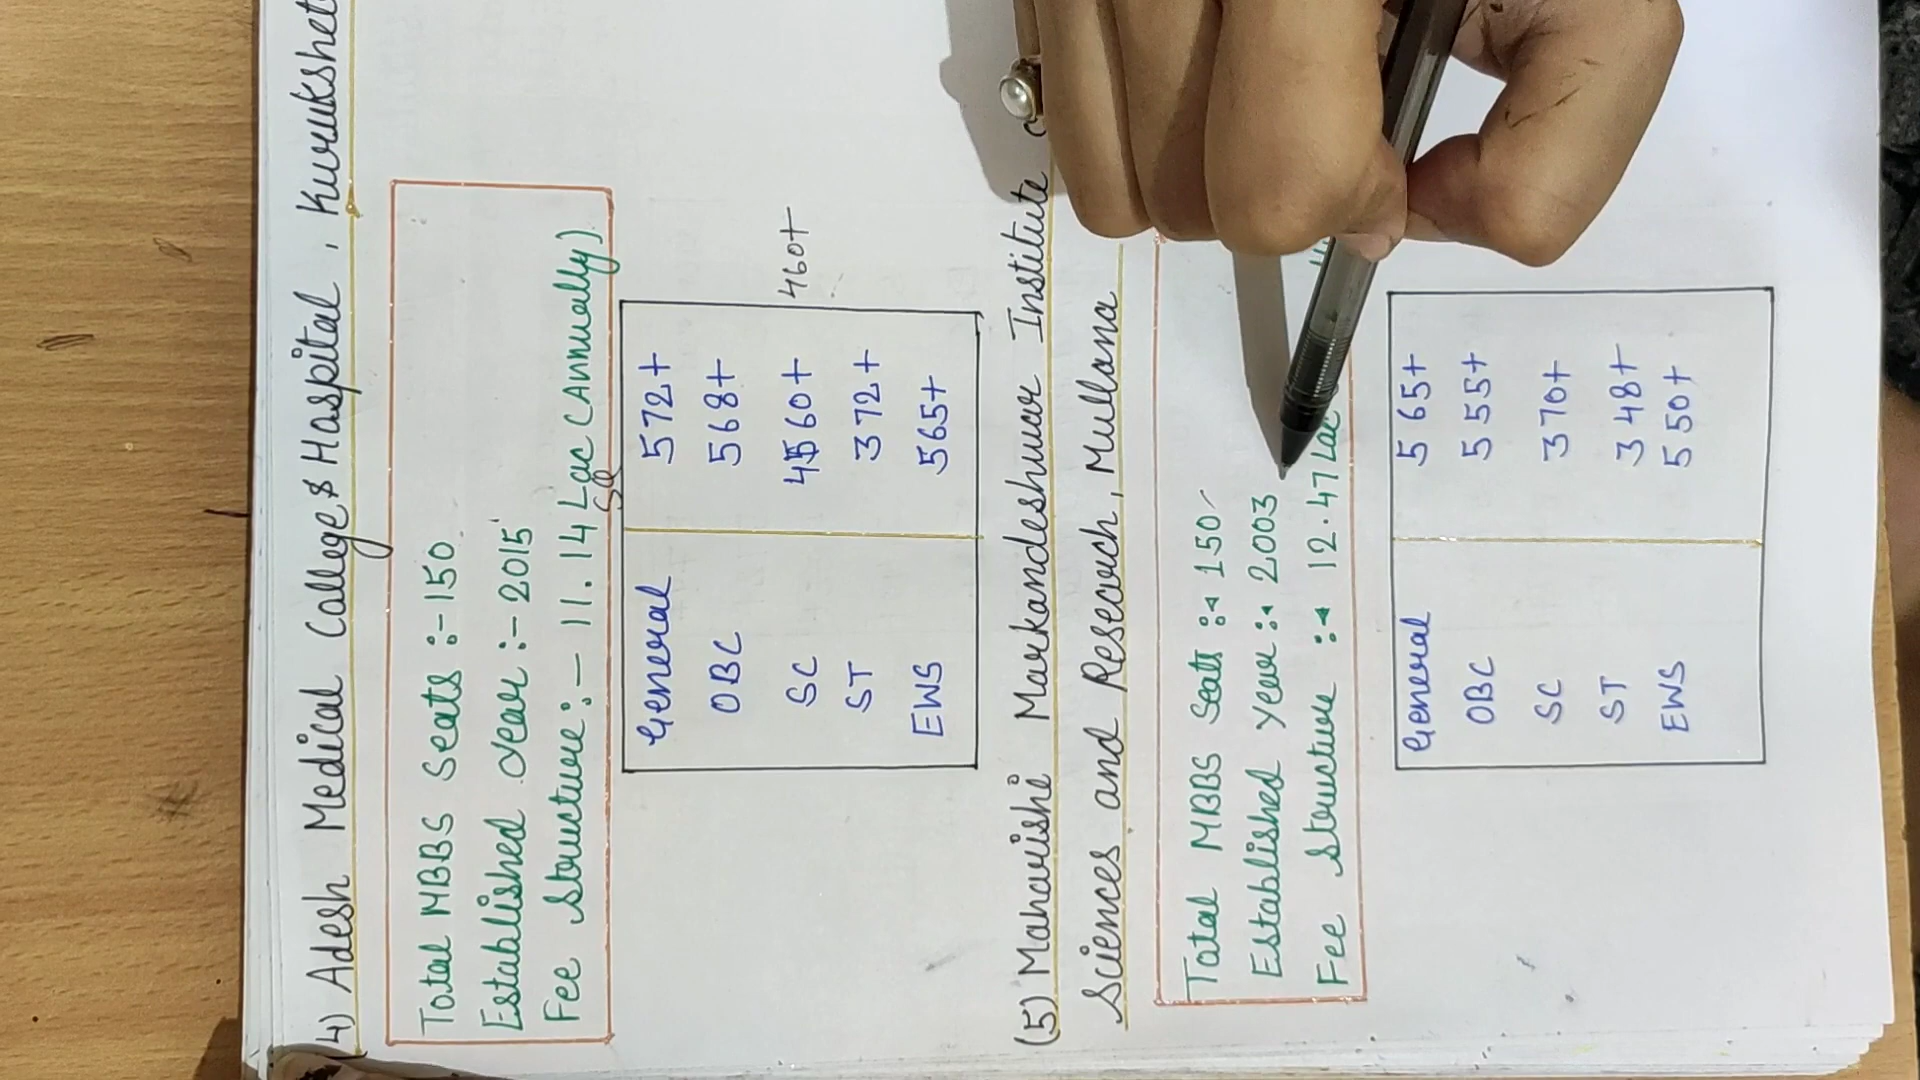 4) Adesh Medical College & Hospital, Kurukshet
Total MBBS Seats :- 150
Established Year :- 2015
Fee Structure :- 11.14 Lac (Annually)
General 572+
OBC 568+
SC 4560+ 460+
ST 372+
EWS 565+
(5) Maharishi Markandeshwar Institute
Sciences and Research, Mullana
Total MBBS Seats :- 150
Established Year :- 2003
Fee Structure :- 12.47 Lac
General 565+
OBC 555+
SC 370+
ST 348+
EWS 550+